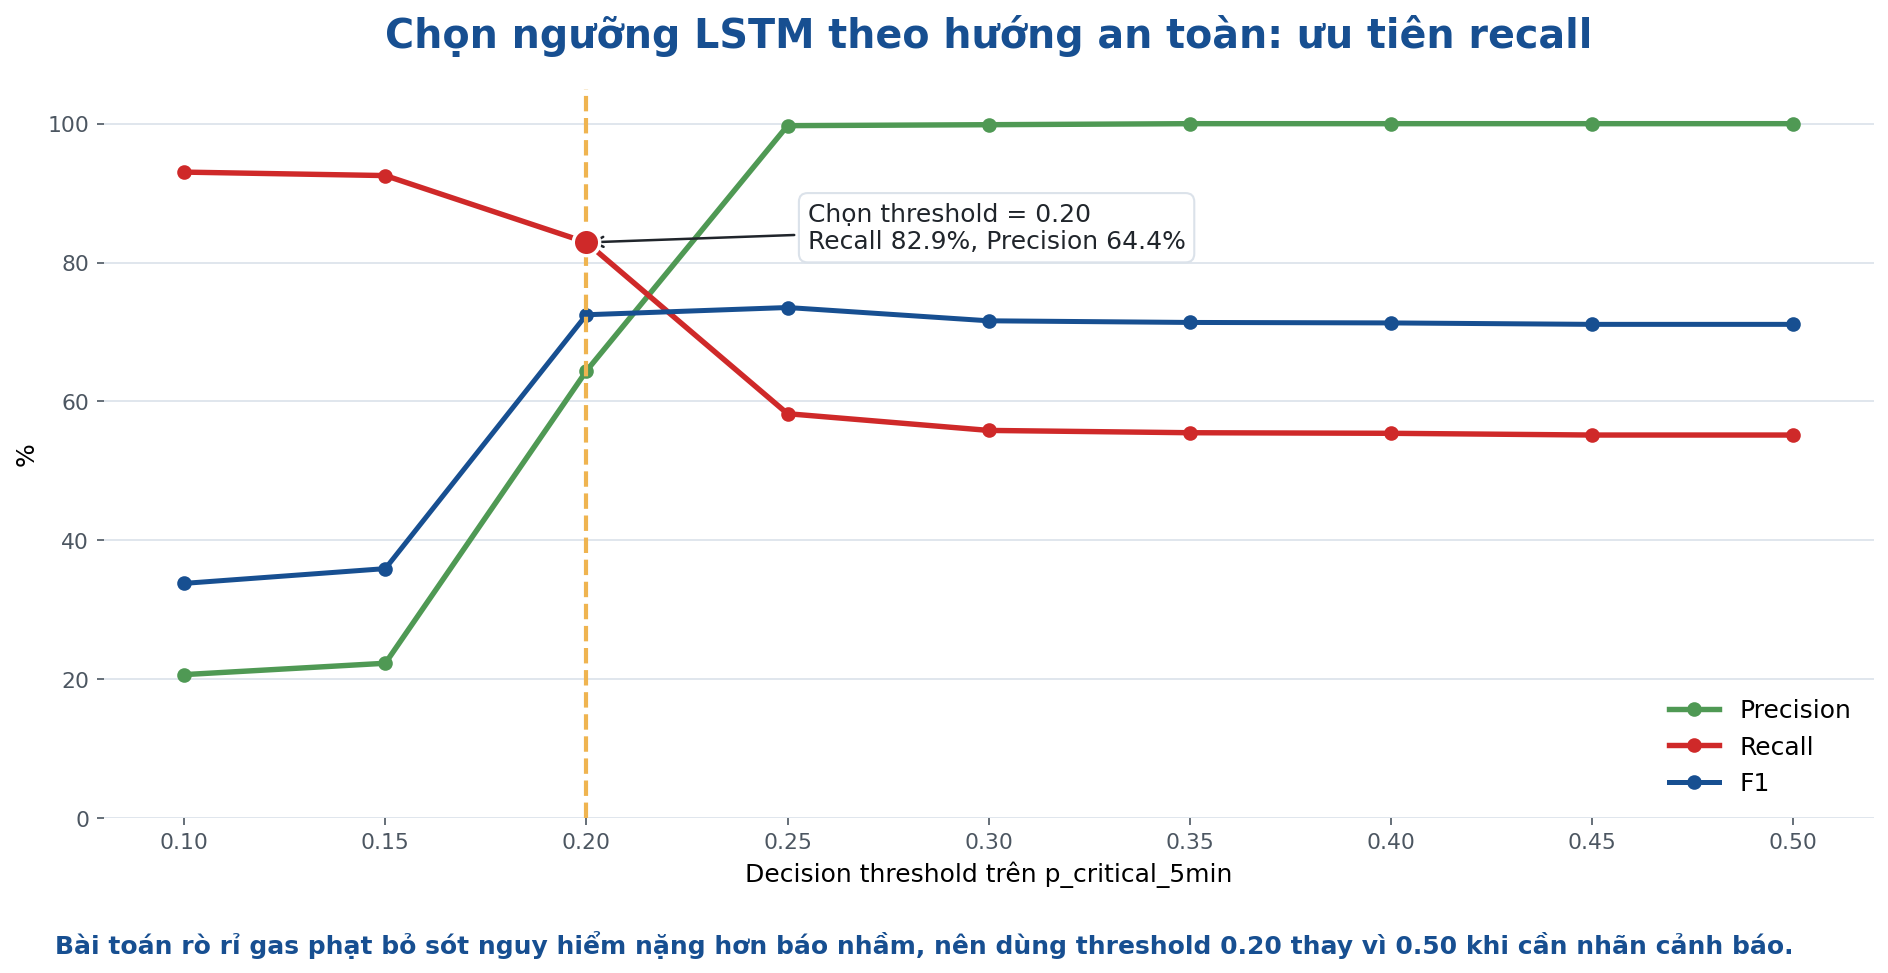 Chọn ngưỡng LSTM theo hướng an toàn: ưu tiên recall
100
80
60
40
20
0
%
Chọn threshold = 0.20
Recall 82.9%, Precision 64.4%
Precision
Recall
F1
0.10 0.15 0.20 0.25 0.30 0.35 0.40 0.45 0.50
Decision threshold trên p_critical_5min
Bài toán rò rỉ gas phạt bỏ sót nguy hiểm nặng hơn báo nhầm, nên dùng threshold 0.20 thay vì 0.50 khi cần nhãn cảnh báo.